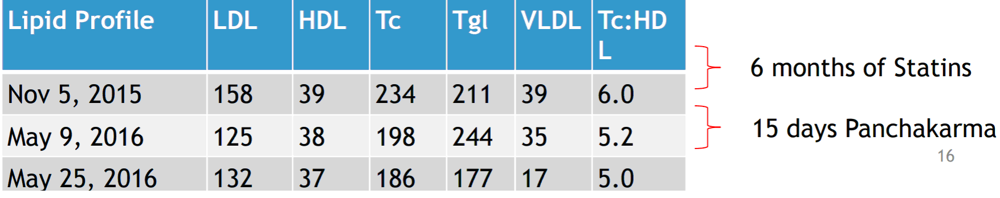 Lipid Profile LDL HDL Tc Tgl VLDL Tc:HD
L
6 months of Statins
Nov 5, 2015 158 39 234 211 39 6.0
May 9, 2016 125 38 198 244 35 5.2
15 days Panchakarma
16
May 25, 2016 132 37 186 177 17 5.0